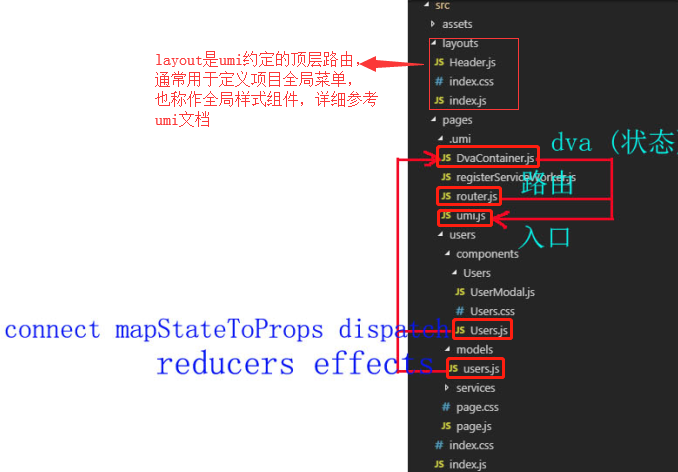 src
assets
layouts
layout是umi约定的顶层路由，
通常用于定义项目全局菜单，
也称作全局样式组件，详细参考
umi文档
JS Header.js
# index.css
JS index.js
pages
.umi
dva (状态)
JS DvaContainer.js
JS registerServiceWorker.js
路由
JS router.js
JS umi.js
入口
users
components
Users
JS UserModal.js
# Users.css
connect mapStateToProps dispatch
JS Users.js
models
reducers effects
JS users.js
services
# page.css
JS page.js
# index.css
JS index.js